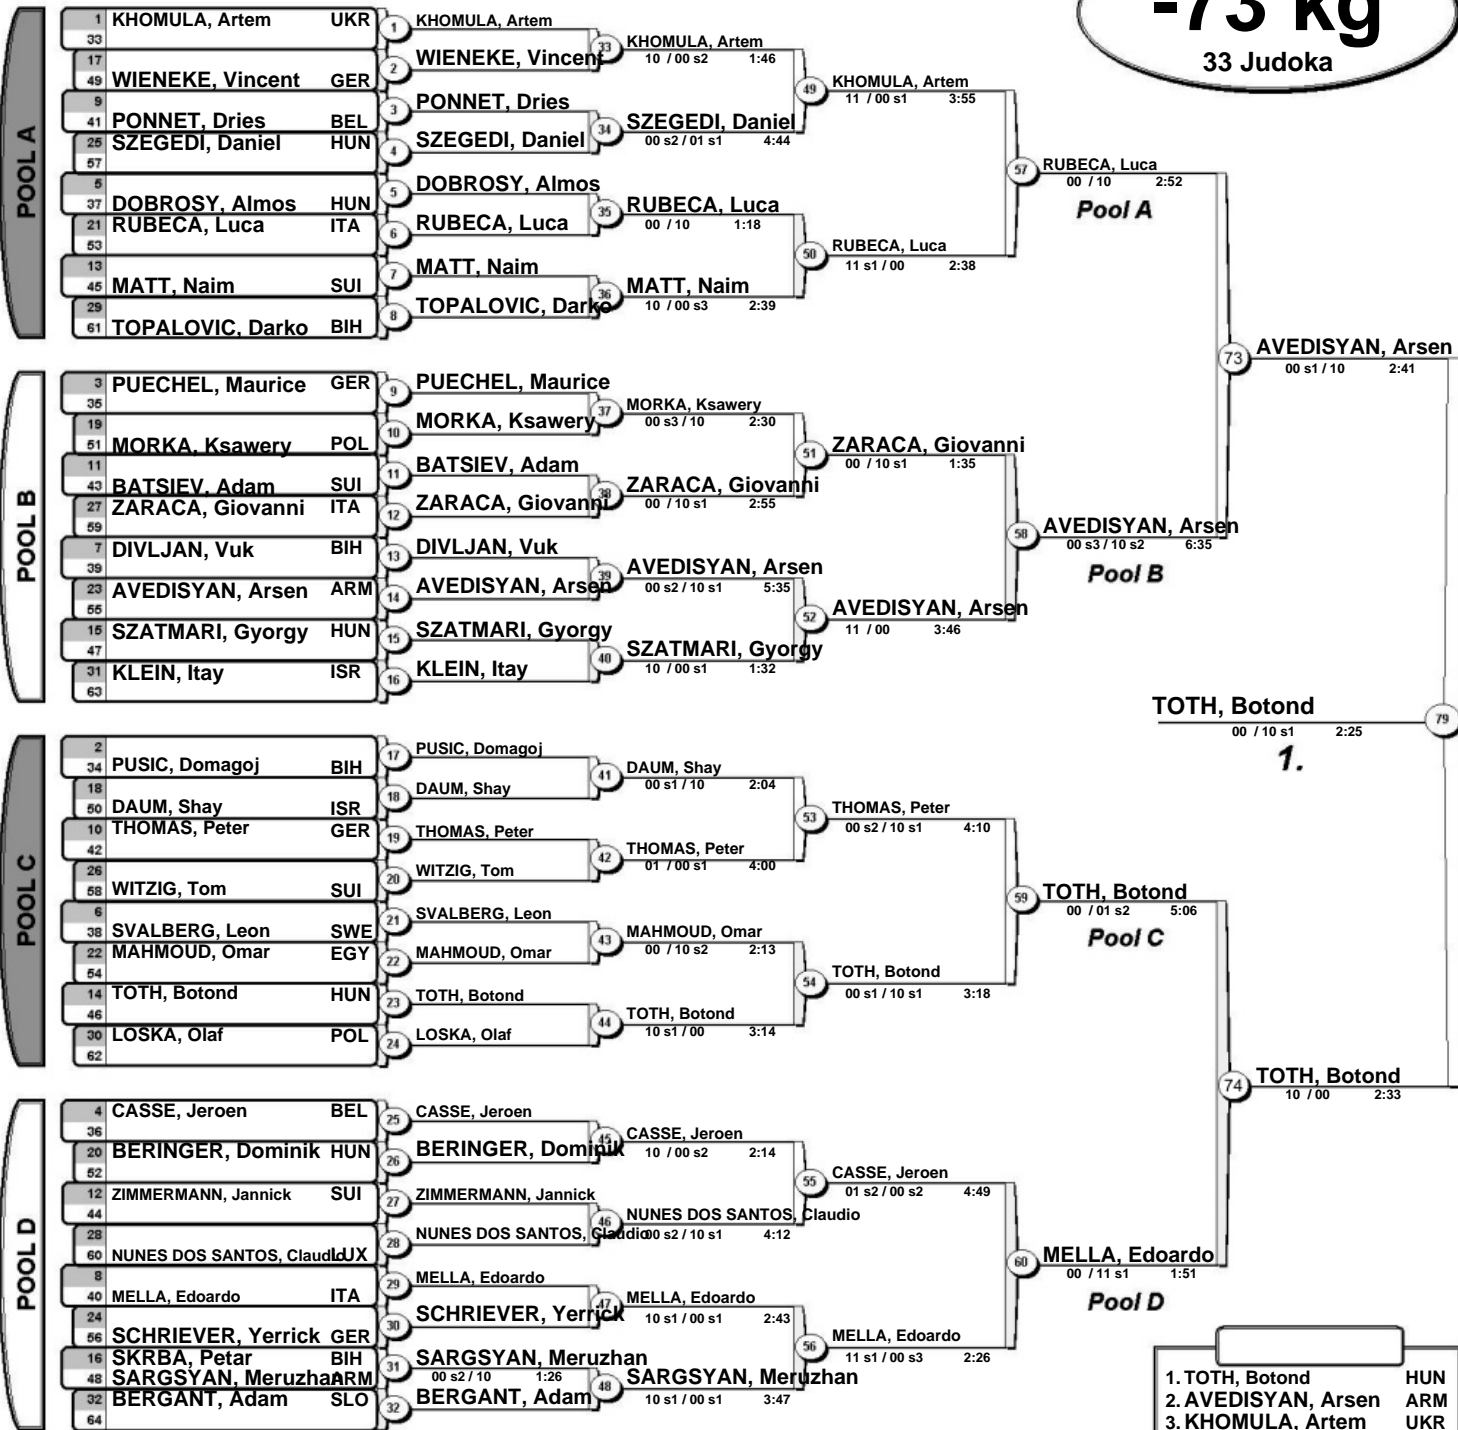 -73 kg
33 Judoka
POOL A
1 KHOMULA, Artem UKR
33
17
49 WIENEKE, Vincent GER
9
41 PONNET, Dries BEL
25 SZEGEDI, Daniel HUN
57
5
37 DOBROSY, Almos HUN
21 RUBECA, Luca ITA
53
13
45 MATT, Naim SUI
29
61 TOPALOVIC, Darko BIH
1 KHOMULA, Artem
2 WIENEKE, Vincent
3 PONNET, Dries
4 SZEGEDI, Daniel
5 DOBROSY, Almos
6 RUBECA, Luca
7 MATT, Naim
8 TOPALOVIC, Darko
33 KHOMULA, Artem
10 / 00 s2 1:46
34 SZEGEDI, Daniel
00 s2 / 01 s1 4:44
35 RUBECA, Luca
00 / 10 1:18
36 MATT, Naim
10 / 00 s3 2:39
49 KHOMULA, Artem
11 / 00 s1 3:55
50 RUBECA, Luca
11 s1 / 00 2:38
57 RUBECA, Luca
00 / 10 2:52
Pool A
POOL B
3 PUECHEL, Maurice GER
35
19
51 MORKA, Ksawery POL
11
43 BATSIEV, Adam SUI
27 ZARACA, Giovanni ITA
59
7 DIVLJAN, Vuk BIH
39
23 AVEDISYAN, Arsen ARM
55
15 SZATMARI, Gyorgy HUN
47
31 KLEIN, Itay ISR
63
9 PUECHEL, Maurice
10 MORKA, Ksawery
11 BATSIEV, Adam
12 ZARACA, Giovanni
13 DIVLJAN, Vuk
14 AVEDISYAN, Arsen
15 SZATMARI, Gyorgy
16 KLEIN, Itay
37 MORKA, Ksawery
00 s3 / 10 2:30
38 ZARACA, Giovanni
00 / 10 s1 2:55
39 AVEDISYAN, Arsen
00 s2 / 10 s1 5:35
40 SZATMARI, Gyorgy
10 / 00 s1 1:32
51 ZARACA, Giovanni
00 / 10 s1 1:35
52 AVEDISYAN, Arsen
11 / 00 3:46
58 AVEDISYAN, Arsen
00 s3 / 10 s2 6:35
Pool B
73 AVEDISYAN, Arsen
00 s1 / 10 2:41
TOTH, Botond 79
00 / 10 s1 2:25
1.
POOL C
2
34 PUSIC, Domagoj BIH
18
50 DAUM, Shay ISR
10 THOMAS, Peter GER
42
26
58 WITZIG, Tom SUI
6
38 SVALBERG, Leon SWE
22 MAHMOUD, Omar EGY
54
14 TOTH, Botond HUN
46
30 LOSKA, Olaf POL
62
17 PUSIC, Domagoj
18 DAUM, Shay
19 THOMAS, Peter
20 WITZIG, Tom
21 SVALBERG, Leon
22 MAHMOUD, Omar
23 TOTH, Botond
24 LOSKA, Olaf
41 DAUM, Shay
00 s1 / 10 2:04
42 THOMAS, Peter
01 / 00 s1 4:00
43 MAHMOUD, Omar
00 / 10 s2 2:13
44 TOTH, Botond
10 s1 / 00 3:14
53 THOMAS, Peter
00 s2 / 10 s1 4:10
54 TOTH, Botond
00 s1 / 10 s1 3:18
59 TOTH, Botond
00 / 01 s2 5:06
Pool C
74 TOTH, Botond
10 / 00 2:33
POOL D
4 CASSE, Jeroen BEL
36
20 BERINGER, Dominik HUN
52
12 ZIMMERMANN, Jannick SUI
44
28
60 NUNES DOS SANTOS, Claudio LUX
8
40 MELLA, Edoardo ITA
24
56 SCHRIEVER, Yerrick GER
16 SKRBA, Petar BIH
48 SARGSYAN, Meruzhan ARM
32 BERGANT, Adam SLO
64
25 CASSE, Jeroen
26 BERINGER, Dominik
27 ZIMMERMANN, Jannick
28 NUNES DOS SANTOS, Claudio
29 MELLA, Edoardo
30 SCHRIEVER, Yerrick
31 SARGSYAN, Meruzhan
00 s2 / 10 1:26
32 BERGANT, Adam
45 CASSE, Jeroen
10 / 00 s2 2:14
46 NUNES DOS SANTOS, Claudio
00 s2 / 10 s1 4:12
47 MELLA, Edoardo
10 s1 / 00 s1 2:43
48 SARGSYAN, Meruzhan
10 s1 / 00 s1 3:47
55 CASSE, Jeroen
01 s2 / 00 s2 4:49
56 MELLA, Edoardo
11 s1 / 00 s3 2:26
60 MELLA, Edoardo
00 / 11 s1 1:51
Pool D
1. TOTH, Botond HUN
2. AVEDISYAN, Arsen ARM
3. KHOMULA, Artem UKR